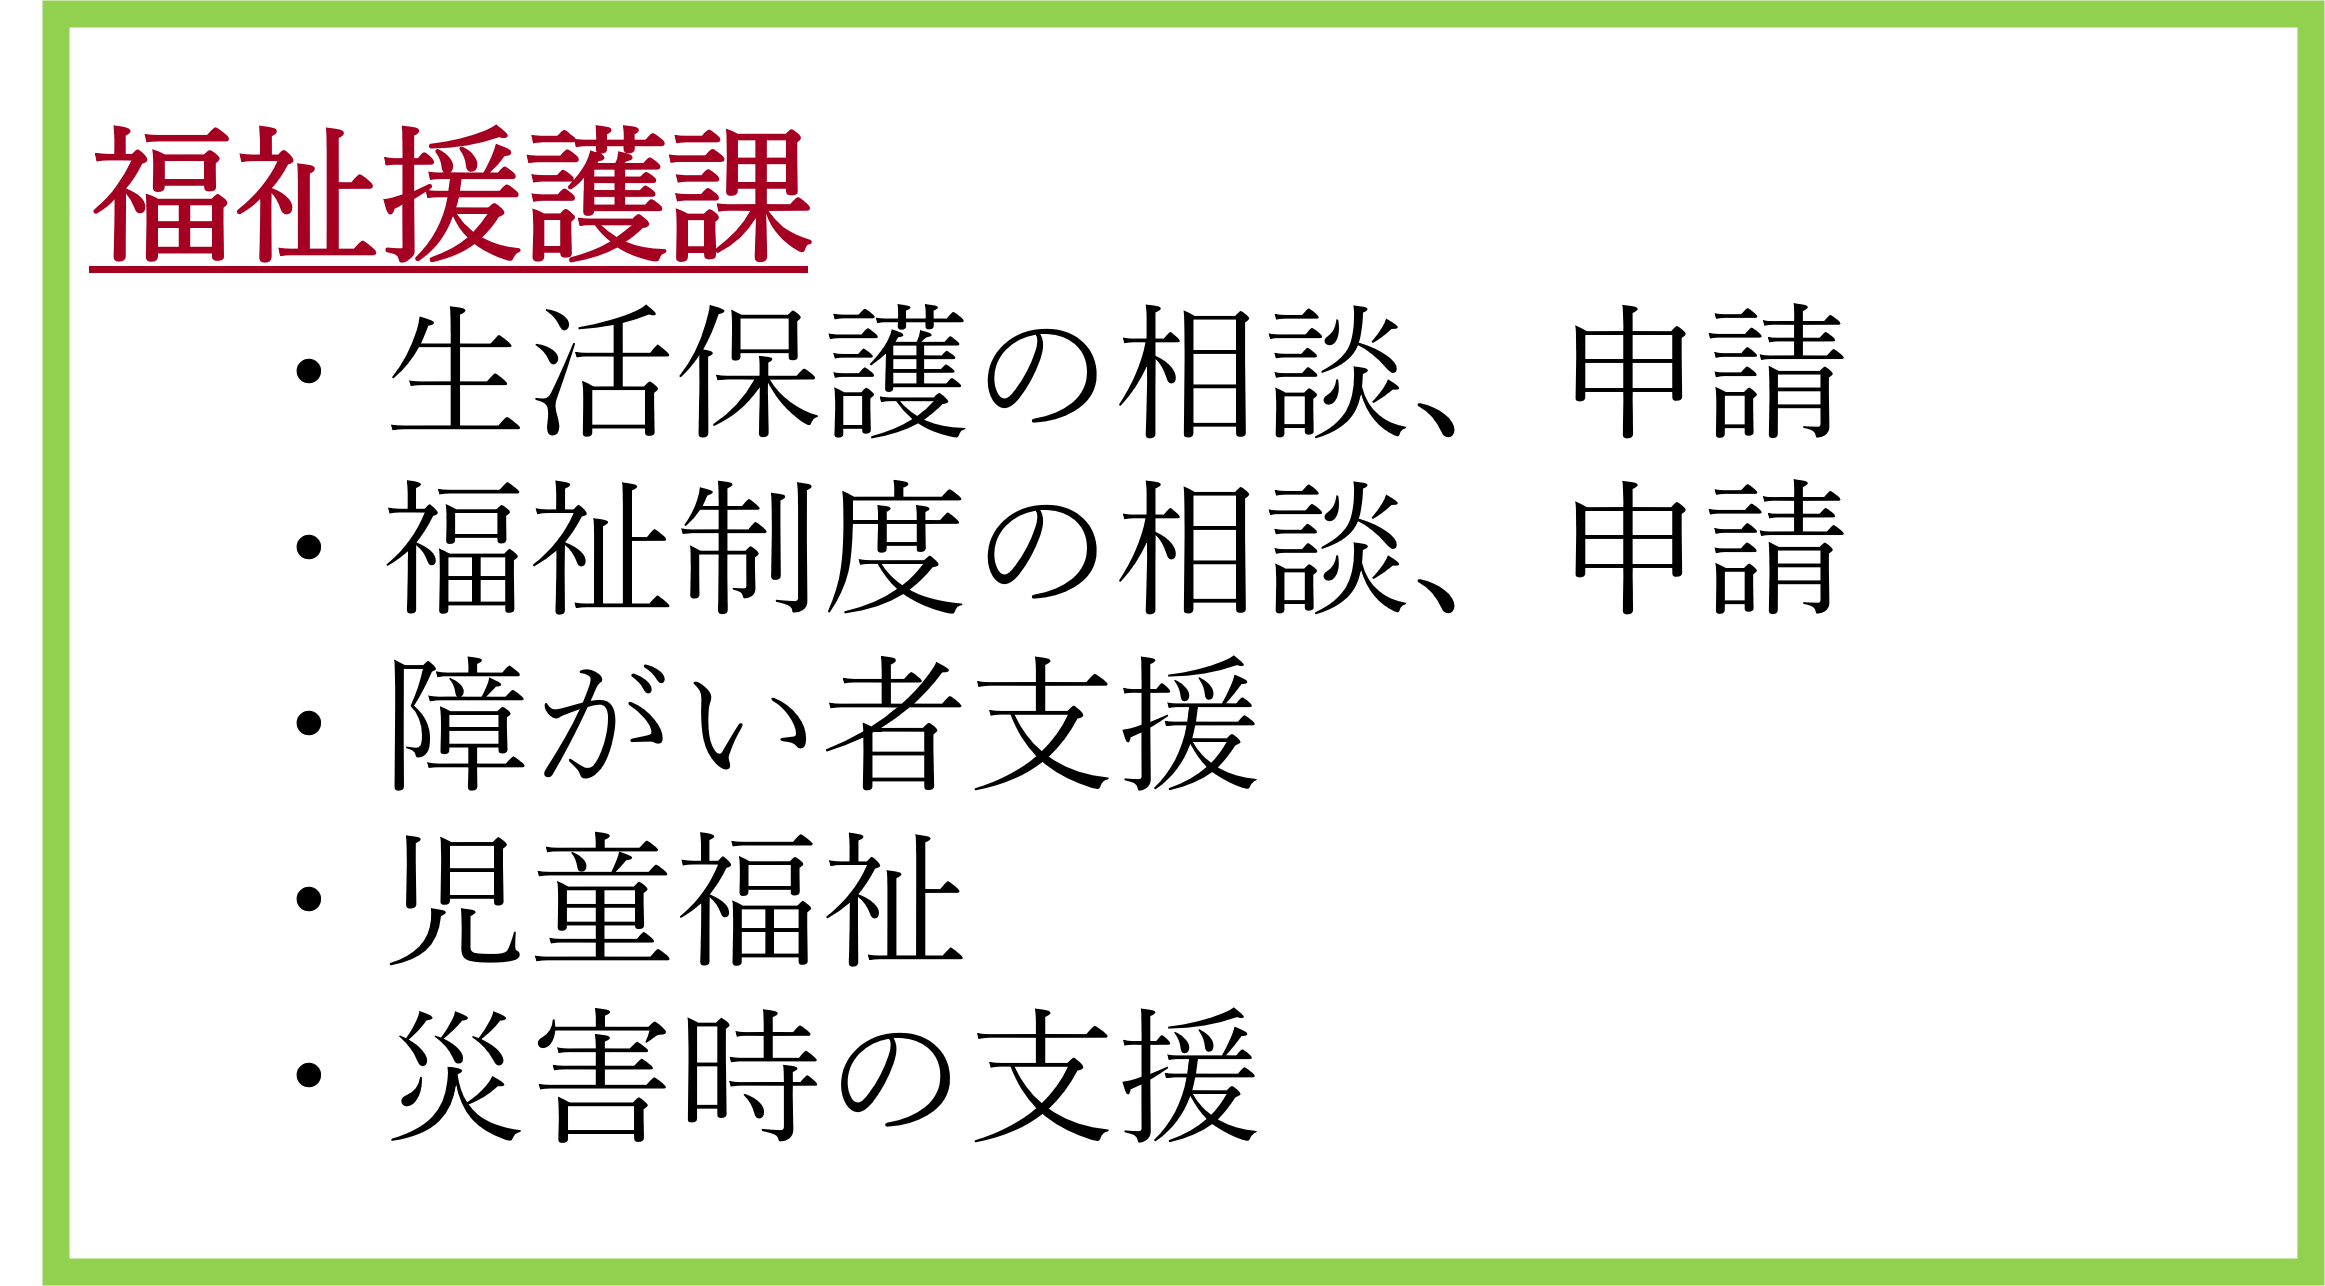 福祉援護課
・生活保護の相談、申請
・福祉制度の相談、申請
・障がい者支援
・児童福祉
・災害時の支援